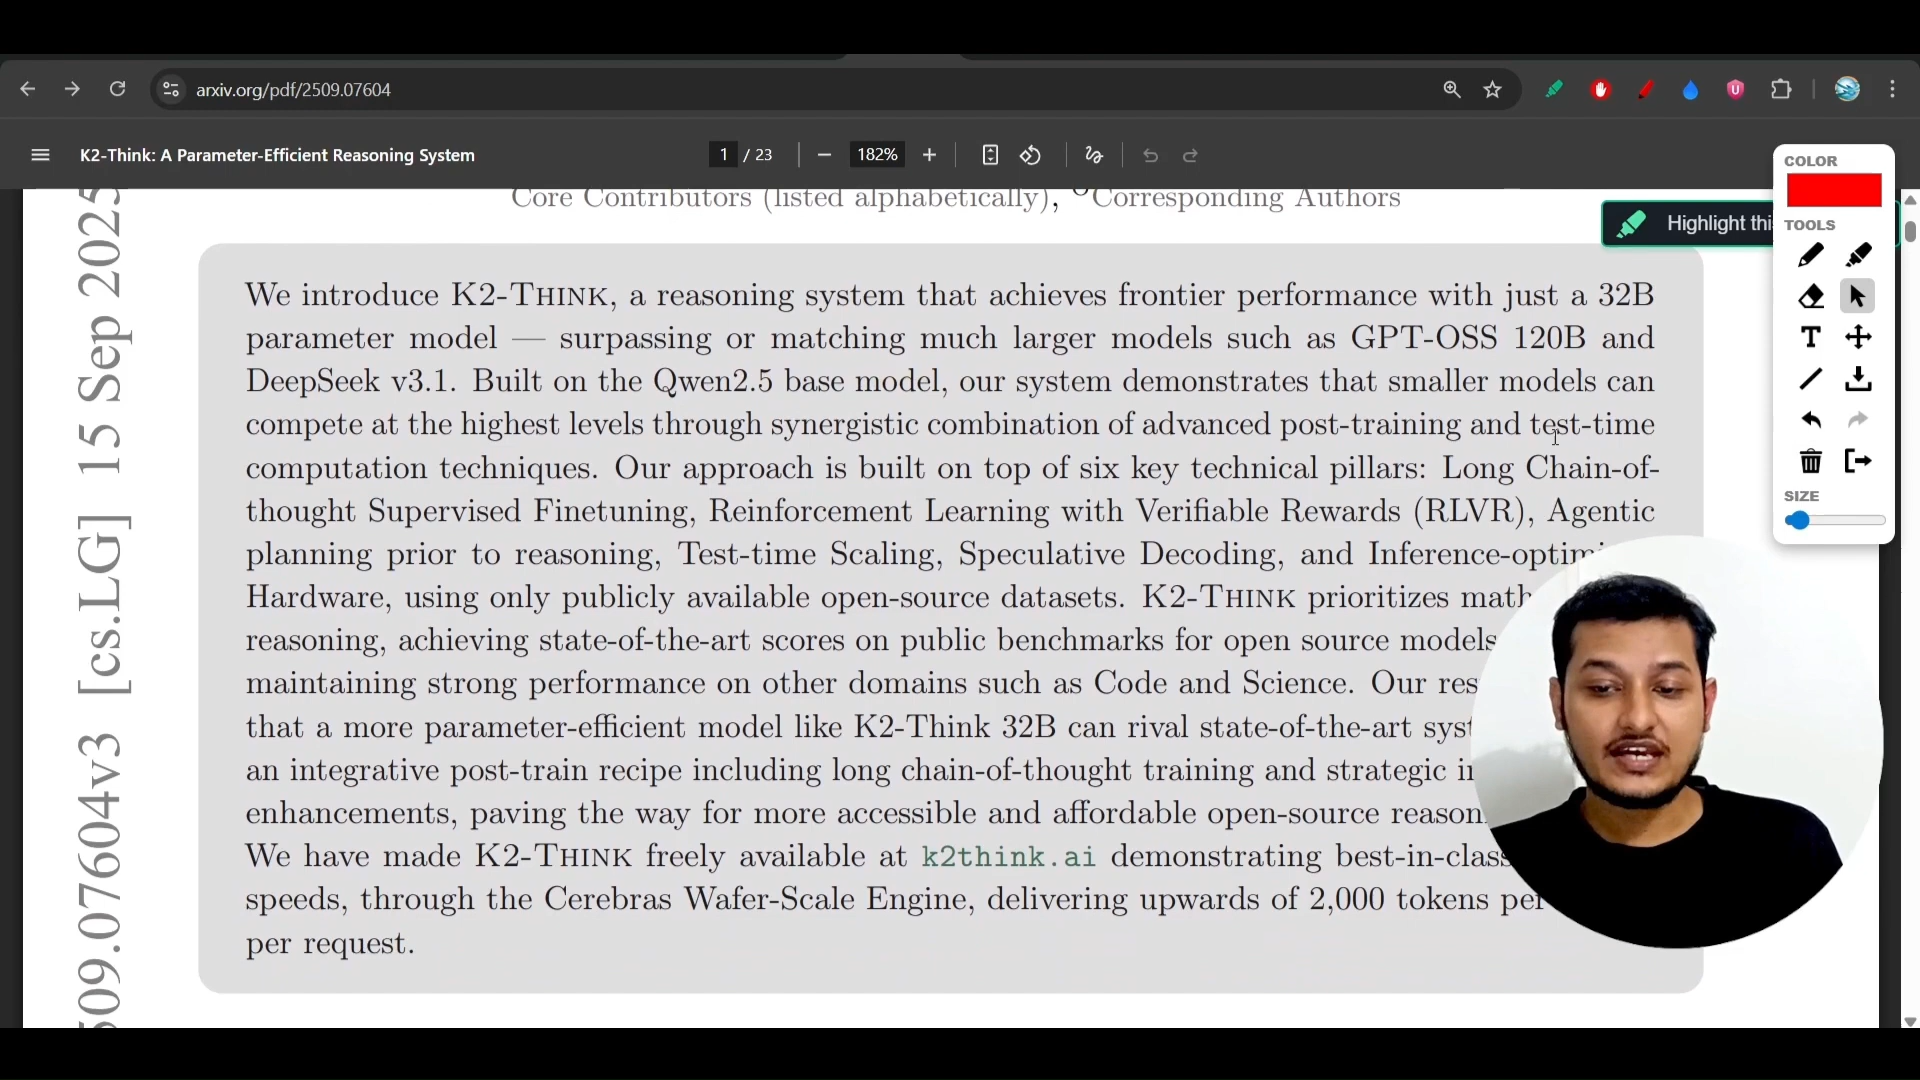 arxiv.org/pdf/2509.07604
K2-Think: A Parameter-Efficient Reasoning System
1 / 23
182%
Core Contributors (listed alphabetically), Corresponding Authors
Highlight
COLOR
TOOLS
T
SIZE
509.07604v3 [cs.LG] 15 Sep 2025
We introduce K2-THINK, a reasoning system that achieves frontier performance with just a 32B
parameter model — surpassing or matching much larger models such as GPT-OSS 120B and
DeepSeek v3.1. Built on the Qwen2.5 base model, our system demonstrates that smaller models can
compete at the highest levels through synergistic combination of advanced post-training and test-time
computation techniques. Our approach is built on top of six key technical pillars: Long Chain-of-
thought Supervised Finetuning, Reinforcement Learning with Verifiable Rewards (RLVR), Agentic
planning prior to reasoning, Test-time Scaling, Speculative Decoding, and
Hardware, using only publicly available open-source datasets. K2-THINK prioritizes
reasoning, achieving state-of-the-art scores on public benchmarks for open source models
maintaining strong performance on other domains such as Code and Science. Our
that a more parameter-efficient model like K2-Think 32B can rival state-of-the-art
an integrative post-train recipe including long chain-of-thought training and strategic
enhancements, paving the way for more accessible and affordable open-source
We have made K2-THINK freely available at k2think.ai demonstrating
speeds, through the Cerebras Wafer-Scale Engine, delivering upwards of 2,000 tokens
per request.